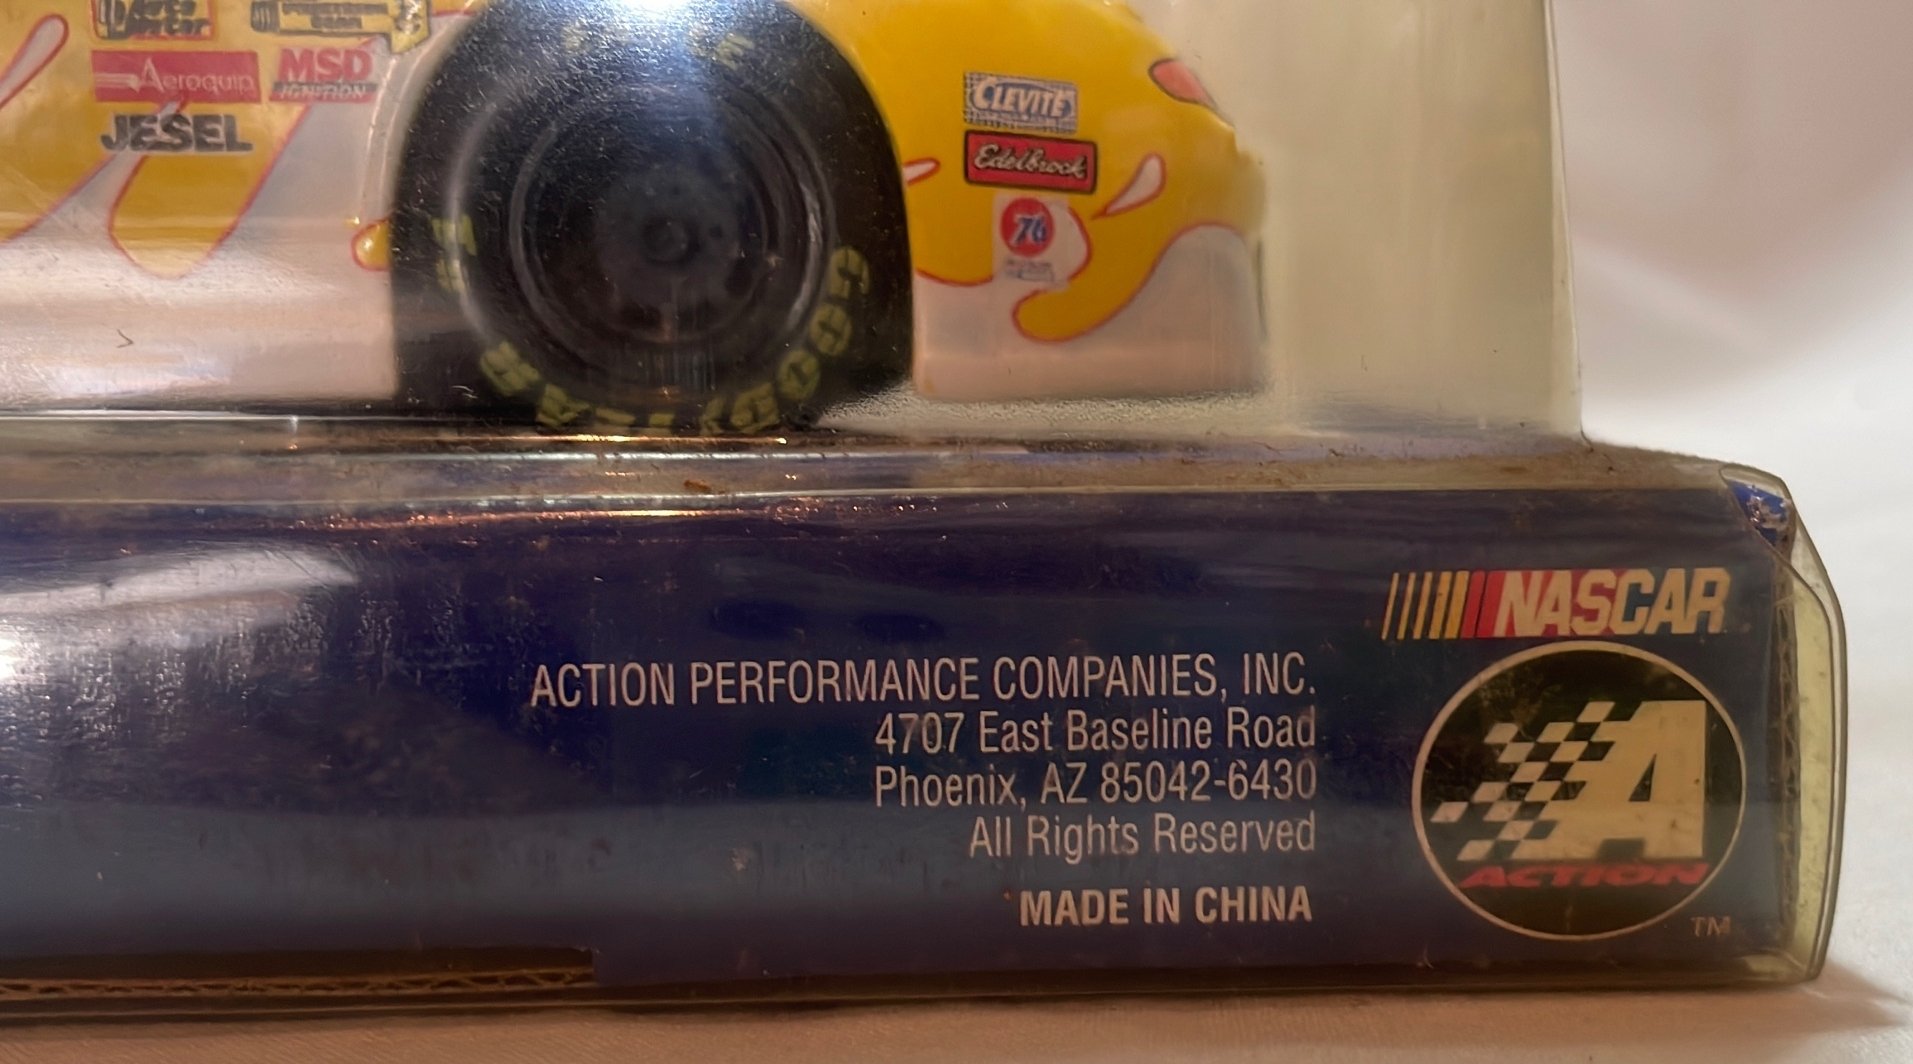 Aeroquip
MSD
IGNITION
JESEL
CLEVITE
Edelbrock
76
GOODYEAR
NASCAR
ACTION PERFORMANCE COMPANIES, INC.
4707 East Baseline Road
Phoenix, AZ 85042-6430
All Rights Reserved
MADE IN CHINA
A
ACTION
TM